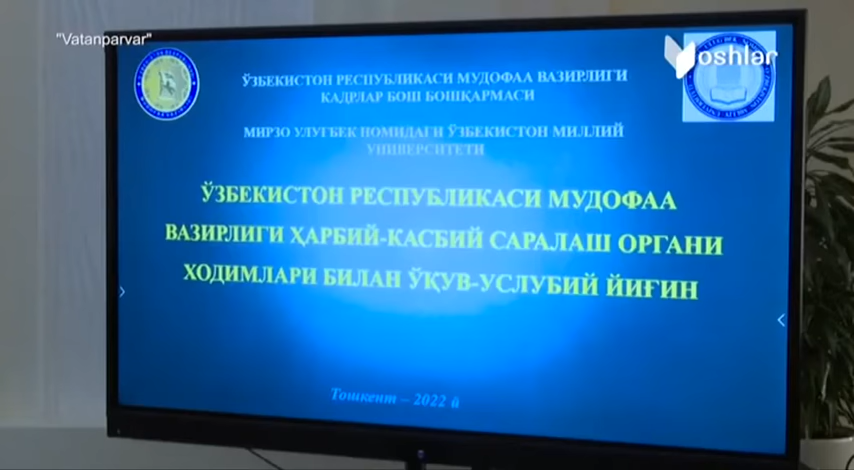 "Vatanparvar"
Yoshlar
ЎЗБЕКИСТОН РЕСПУБЛИКАСИ МУДОФАА ВАЗИРЛИГИ
КАДРЛАР БОШ БОШҚАРМАСИ
МИРЗО УЛУҒБЕК НОМИДАГИ ЎЗБЕКИСТОН МИЛЛИЙ
УНИВЕРСИТЕТИ
ЎЗБЕКИСТОН РЕСПУБЛИКАСИ МУДОФАА
ВАЗИРЛИГИ ҲАРБИЙ-КАСБИЙ САРАЛАШ ОРГАНИ
ХОДИМЛАРИ БИЛАН ЎҚУВ-УСЛУБИЙ ЙИҒИН
Тошкент – 2022 й